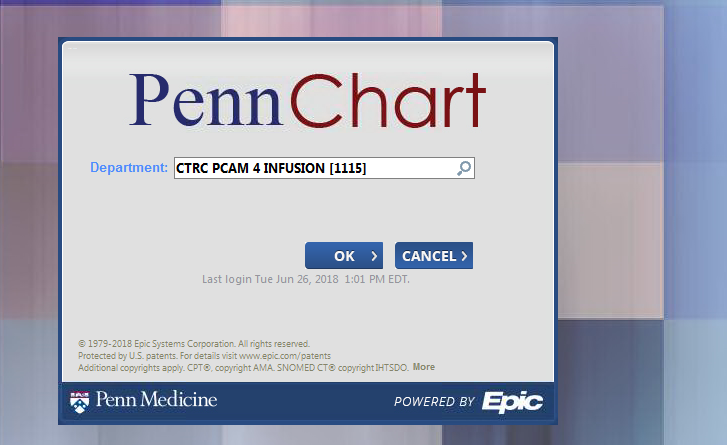 PennChart
Department: CTRC PCAM 4 INFUSION [1115]
OK CANCEL
Last login Tue Jun 26, 2018 1:01 PM EDT.
© 1979-2018 Epic Systems Corporation. All rights reserved.
Protected by U.S. patents. For details visit www.epic.com/patents
Additional copyrights apply. CPT®, copyright AMA. SNOMED CT® copyright IHTSDO. More
Penn Medicine POWERED BY Epic